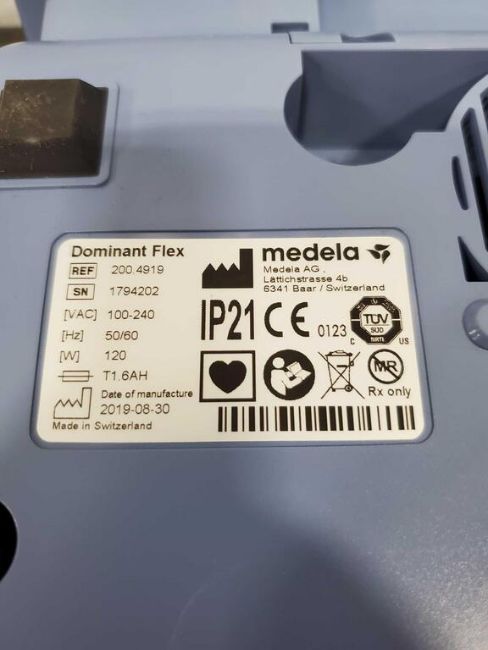 Dominant Flex
REF 200.4919
SN 1794202
[VAC] 100-240
[Hz] 50/60
[W] 120
T1.6AH
Date of manufacture
2019-08-30
Made in Switzerland
medela
Medela AG,
Lättichstrasse 4b
6341 Baar / Switzerland
IP21 CE 0123
TÜV
SÜD
C US
MR
Rx only